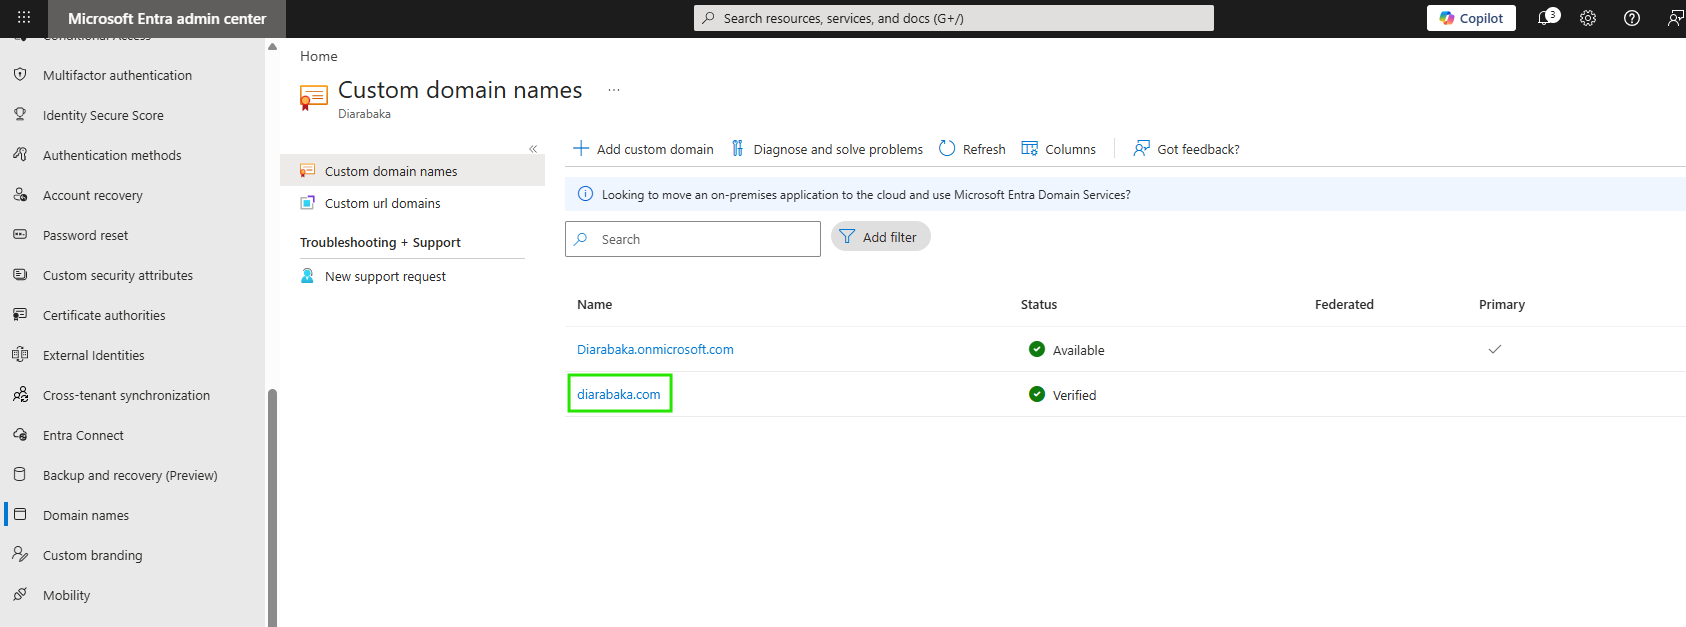 Microsoft Entra admin center
Search resources, services, and docs (G+/)
Copilot
3
Conditional Access
Multifactor authentication
Identity Secure Score
Authentication methods
Account recovery
Password reset
Custom security attributes
Certificate authorities
External Identities
Cross-tenant synchronization
Entra Connect
Backup and recovery (Preview)
Domain names
Custom branding
Mobility
Home
Custom domain names
...
Diarabaka
«
Custom domain names
Custom url domains
Troubleshooting + Support
New support request
Add custom domain
Diagnose and solve problems
Refresh
Columns
Got feedback?
Looking to move an on-premises application to the cloud and use Microsoft Entra Domain Services?
Search
Add filter
Name Status Federated Primary
Diarabaka.onmicrosoft.com Available
diarabaka.com Verified